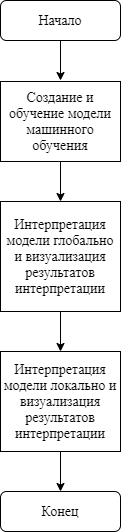 Начало
Создание и
обучение модели
машинного
обучения
Интерпретация
модели глобально
и визуализация
результатов
интерпретации
Интерпретация
модели локально и
визуализация
результатов
интерпретации
Конец